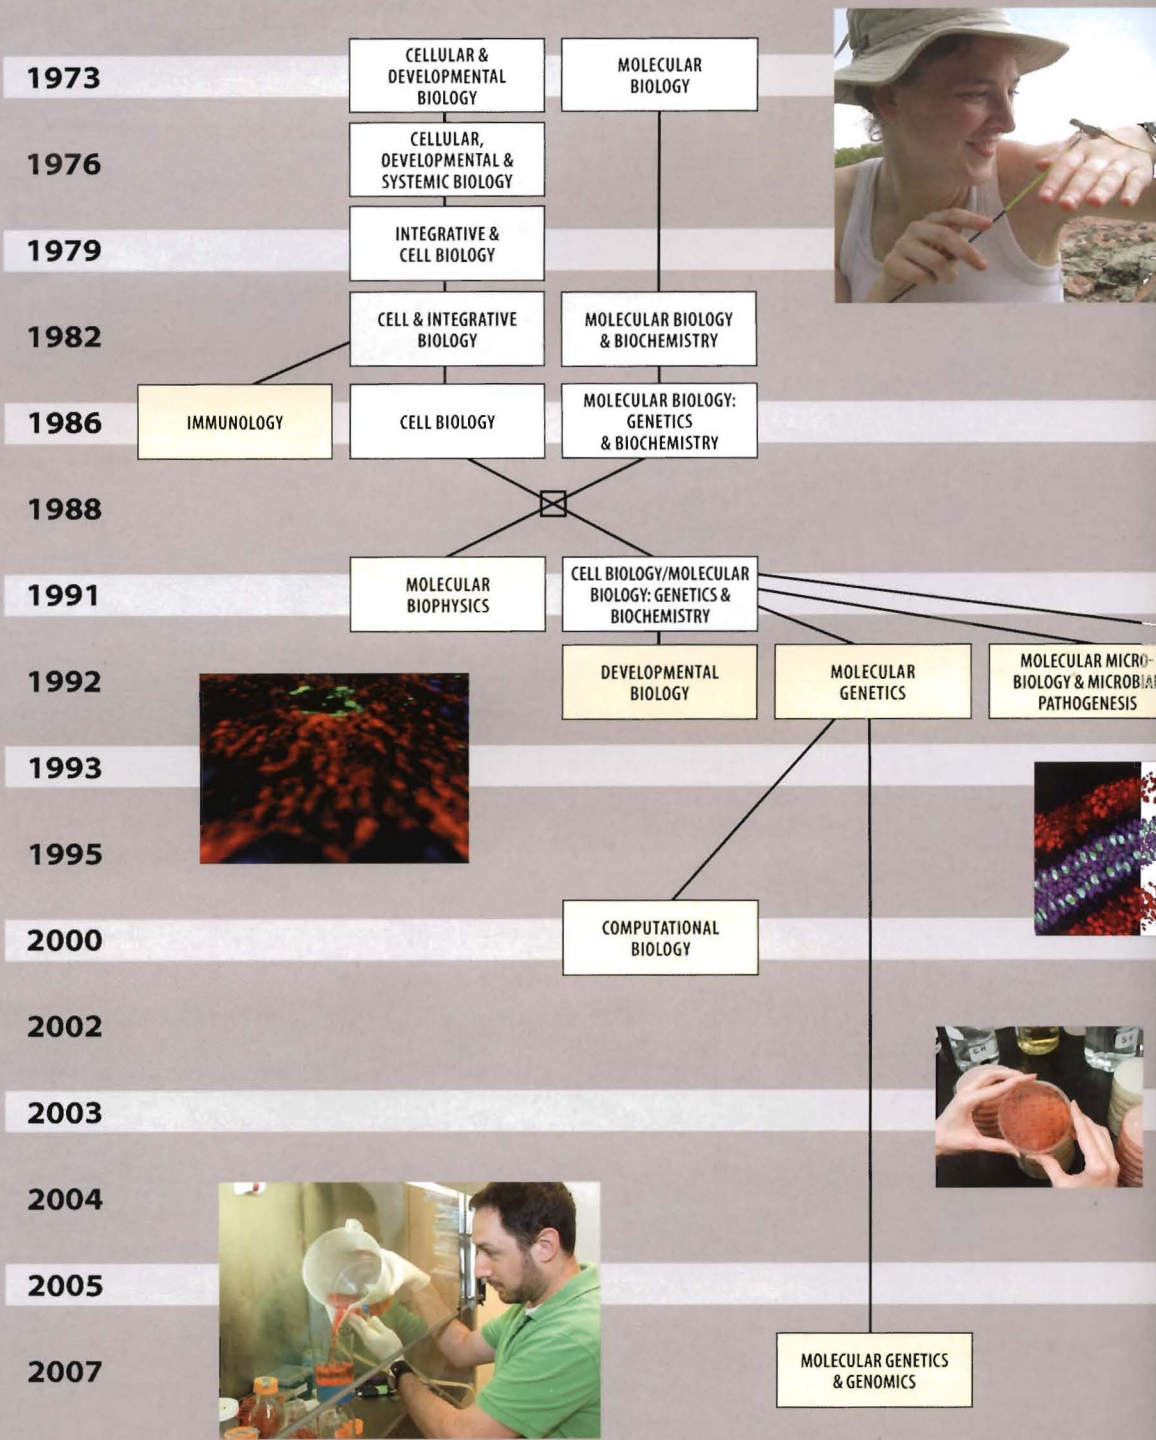 1973
CELLULAR &
DEVELOPMENTAL
BIOLOGY
MOLECULAR
BIOLOGY
1976
CELLULAR,
DEVELOPMENTAL &
SYSTEMIC BIOLOGY
1979
INTEGRATIVE &
CELL BIOLOGY
1982
CELL & INTEGRATIVE
BIOLOGY
MOLECULAR BIOLOGY
& BIOCHEMISTRY
1986
IMMUNOLOGY
CELL BIOLOGY
MOLECULAR BIOLOGY:
GENETICS
& BIOCHEMISTRY
1988
1991
MOLECULAR
BIOPHYSICS
CELL BIOLOGY/MOLECULAR
BIOLOGY: GENETICS &
BIOCHEMISTRY
1992
DEVELOPMENTAL
BIOLOGY
MOLECULAR
GENETICS
MOLECULAR MICRO-
BIOLOGY & MICROBIAL
PATHOGENESIS
1993
1995
2000
COMPUTATIONAL
BIOLOGY
2002
2003
2004
2005
2007
MOLECULAR GENETICS
& GENOMICS